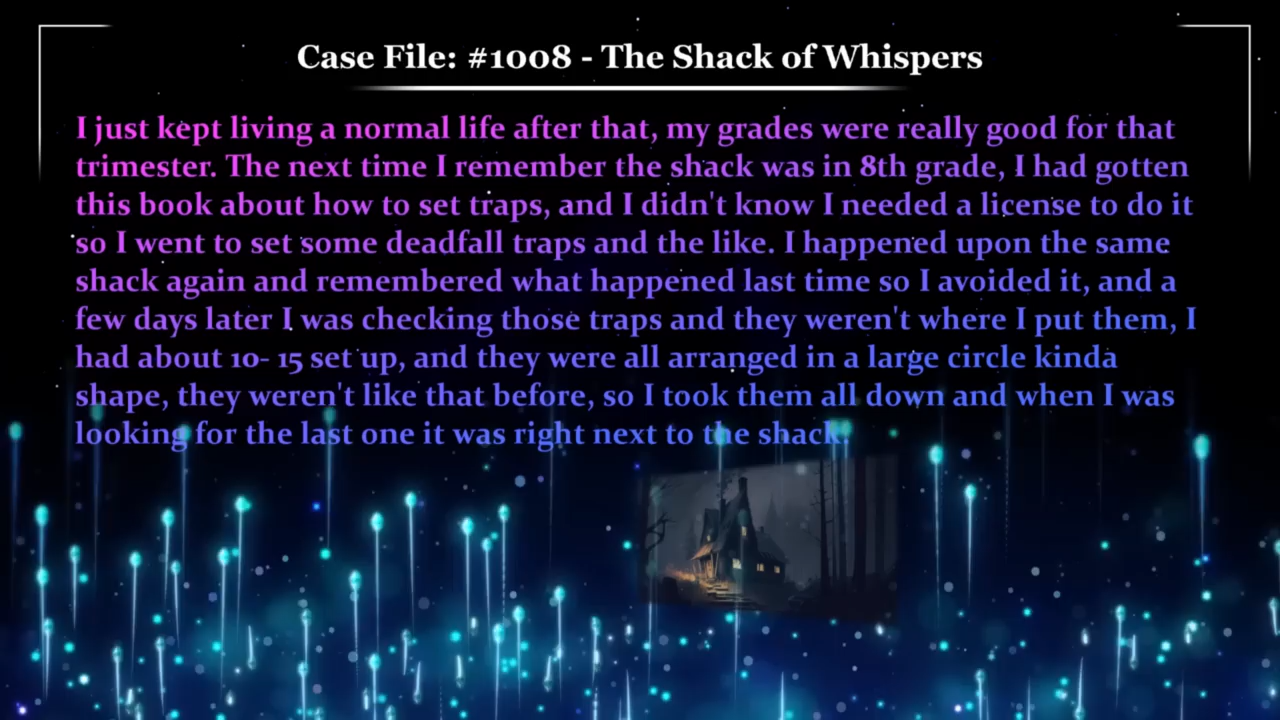 Case File: #1008 - The Shack of Whispers
I just kept living a normal life after that, my grades were really good for that
trimester. The next time I remember the shack was in 8th grade, I had gotten
this book about how to set traps, and I didn't know I needed a license to do it
so I went to set some deadfall traps and the like. I happened upon the same
shack again and remembered what happened last time so I avoided it, and a
few days later I was checking those traps and they weren't where I put them, I
had about 10- 15 set up, and they were all arranged in a large circle kinda
shape, they weren't like that before, so I took them all down and when I was
looking for the last one it was right next to the shack.